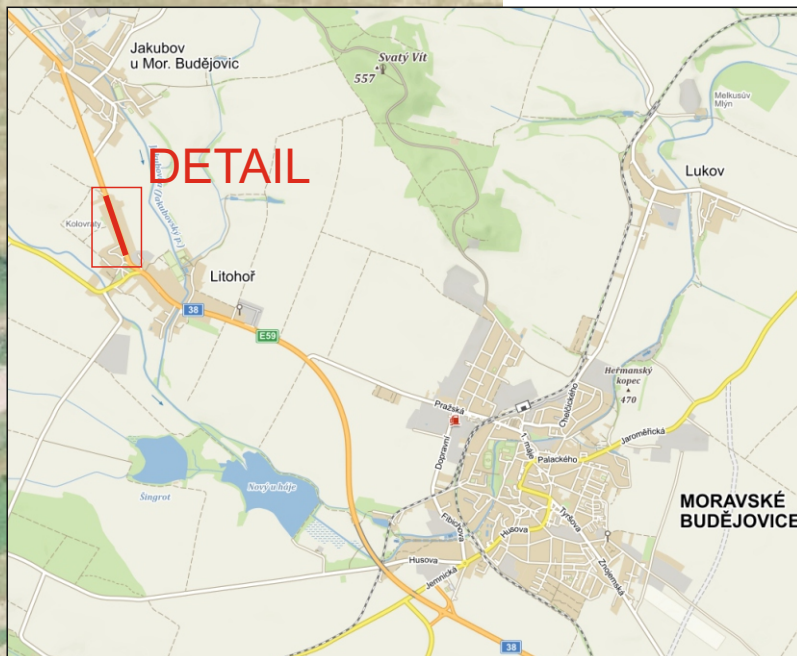 Jakubov
u Mor. Budějovic
Svatý Vít
557
Melkusův
Mlýn
DETAIL
Lukov
Kolovraty
Litohoř
38
E59
Heřmanský
kopec
470
Pražská
Chelčického
1. máje
Jaroměřická
Palackého
Dopravní
Šingrot
Nový u háje
MORAVSKÉ
BUDĚJOVICE
Tyršova
Husova
Fibichova
Husova
Znojemská
Jemnická
38